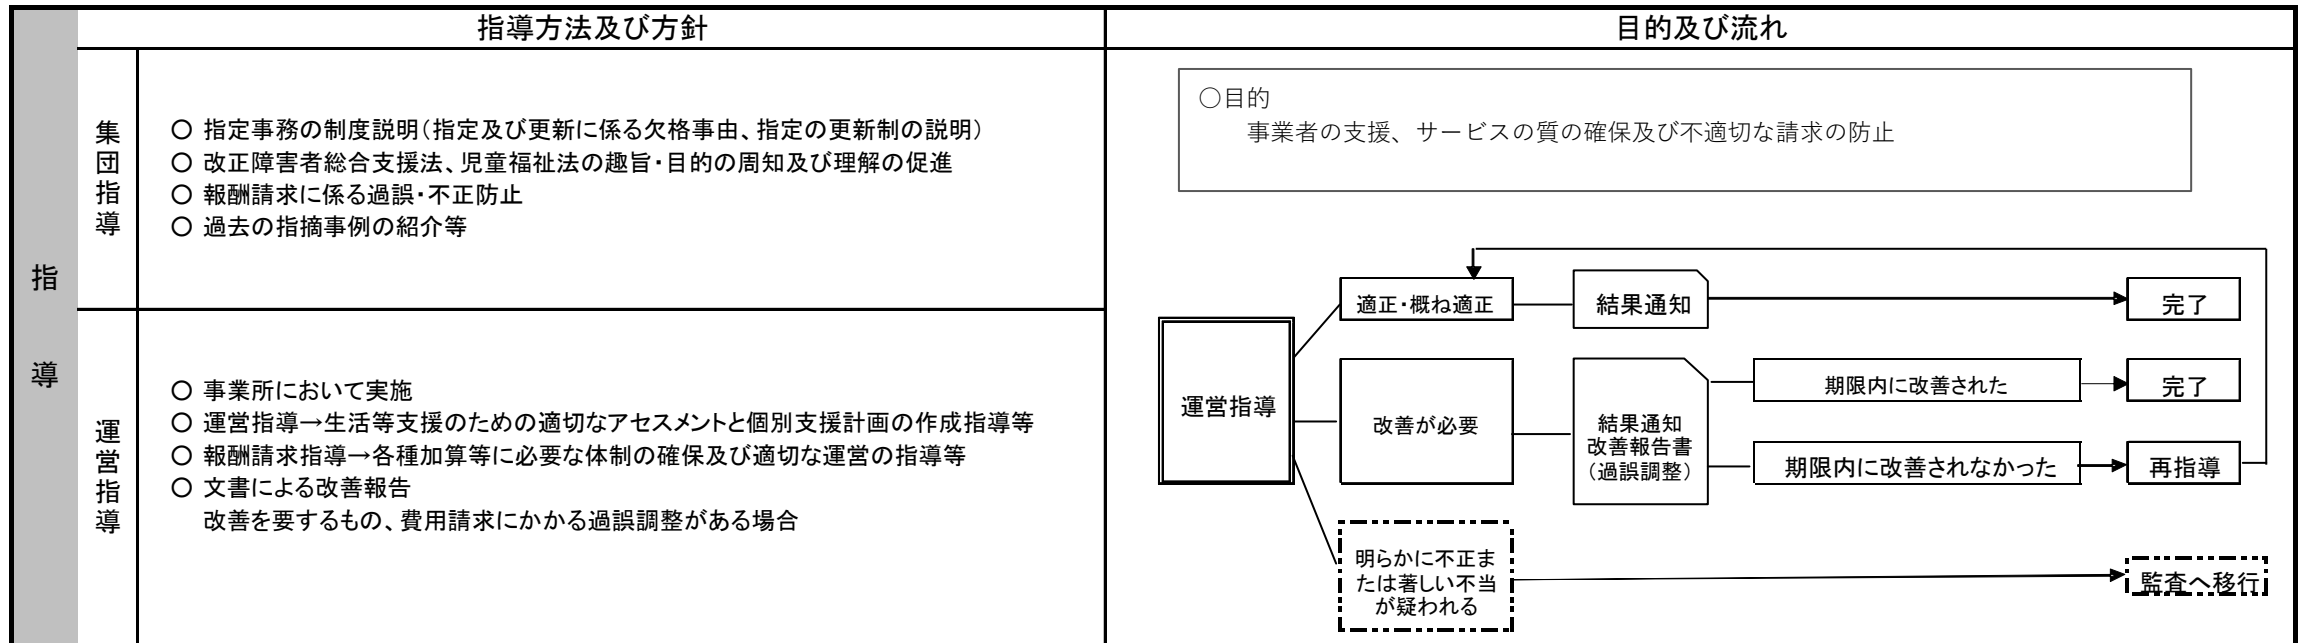 指導方法及び方針
目的及び流れ
指
導
集団指導
○ 指定事務の制度説明（指定及び更新に係る欠格事由、指定の更新制の説明）
○ 改正障害者総合支援法、児童福祉法の趣旨・目的の周知及び理解の促進
○ 報酬請求に係る過誤・不正防止
○ 過去の指摘事例の紹介等
運営指導
○ 事業所において実施
○ 運営指導→生活等支援のための適切なアセスメントと個別支援計画の作成指導等
○ 報酬請求指導→各種加算等に必要な体制の確保及び適切な運営の指導等
○ 文書による改善報告
改善を要するもの、費用請求にかかる過誤調整がある場合
○目的
事業者の支援、サービスの質の確保及び不適切な請求の防止
運営指導
適正・概ね適正
結果通知
完了
改善が必要
結果通知
改善報告書
（過誤調整）
期限内に改善された
完了
期限内に改善されなかった
再指導
明らかに不正ま
たは著しい不当
が疑われる
監査へ移行